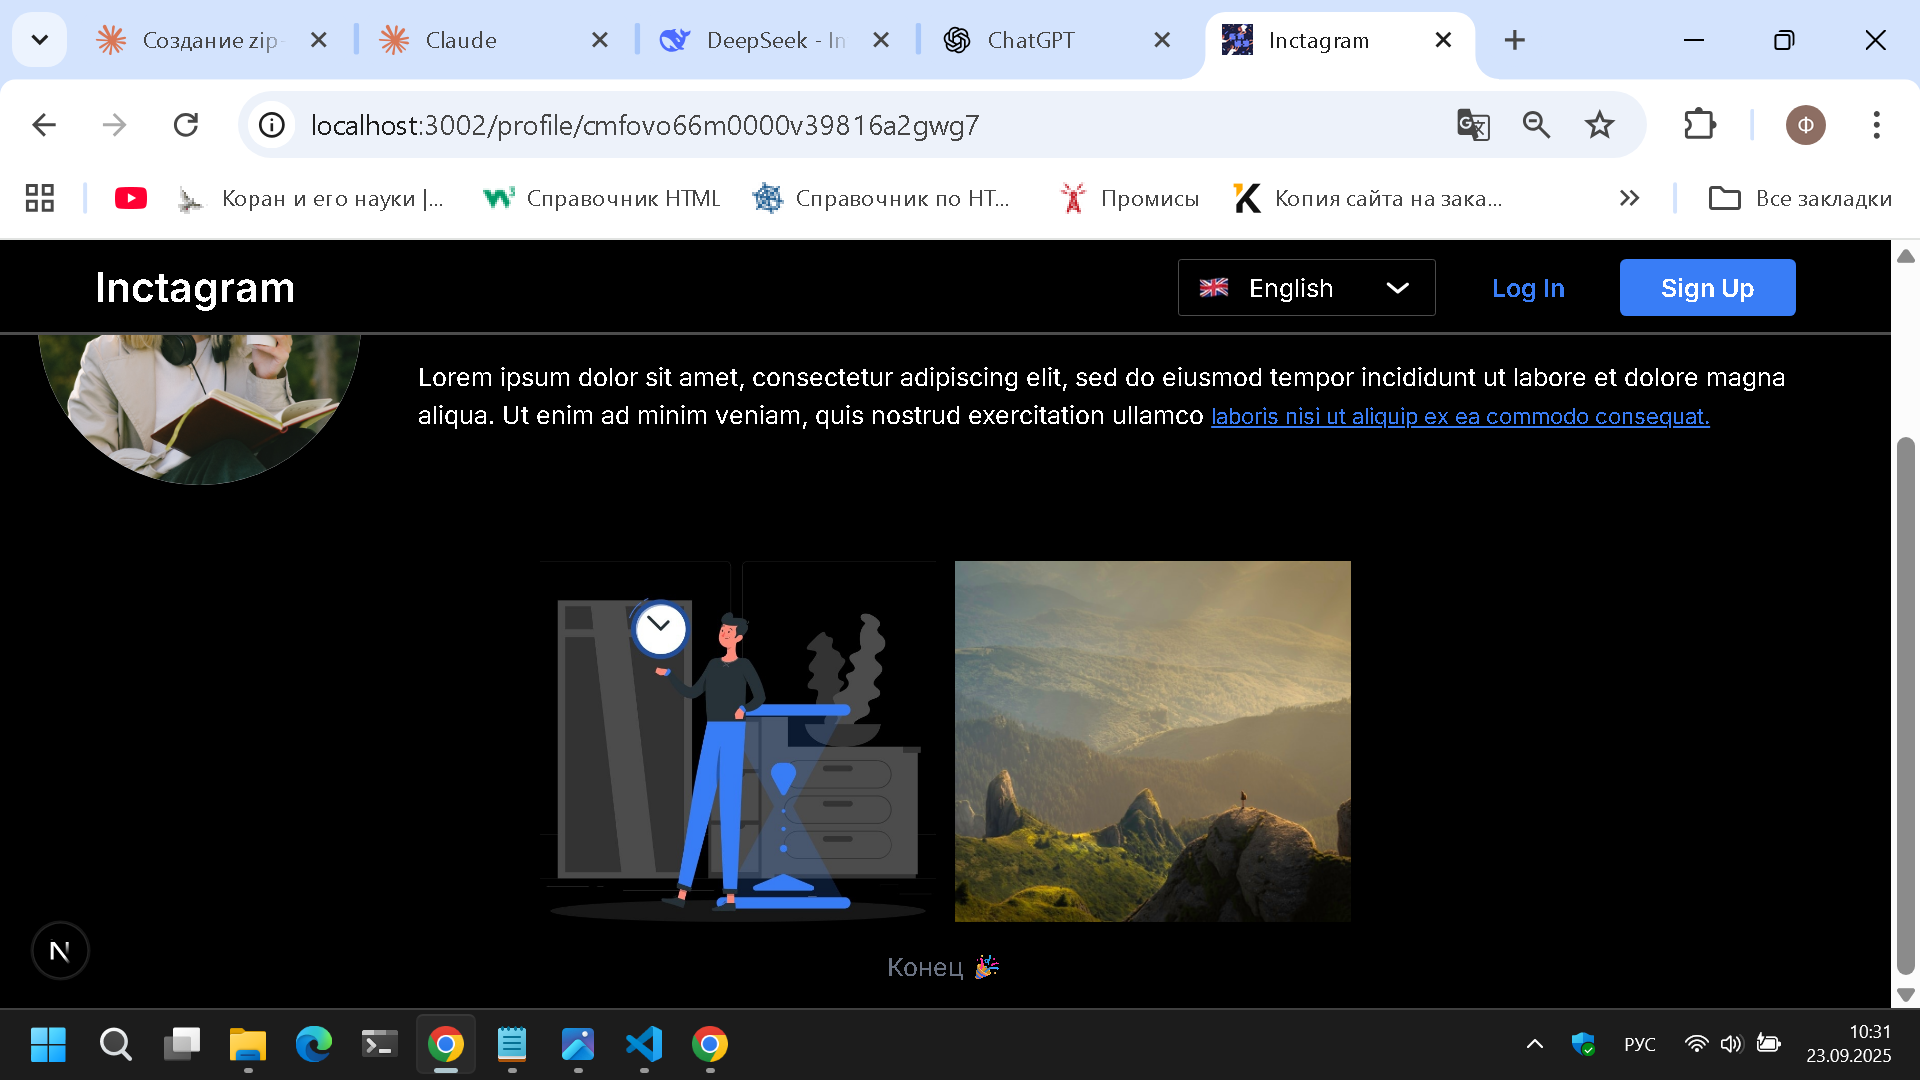 Создание zip-
Claude
DeepSeek - In
ChatGPT
Inctagram
localhost:3002/profile/cmfovo66m0000v39816a2gwg7
Коран и его науки |...
Справочник HTML
Справочник по HT...
Промисы
Копия сайта на зака...
Все закладки
Inctagram
English
Log In
Sign Up
Lorem ipsum dolor sit amet, consectetur adipiscing elit, sed do eiusmod tempor incididunt ut labore et dolore magna
aliqua. Ut enim ad minim veniam, quis nostrud exercitation ullamco laboris nisi ut aliquip ex ea commodo consequat.
Конец 🎉
N
РУС
10:31
23.09.2025